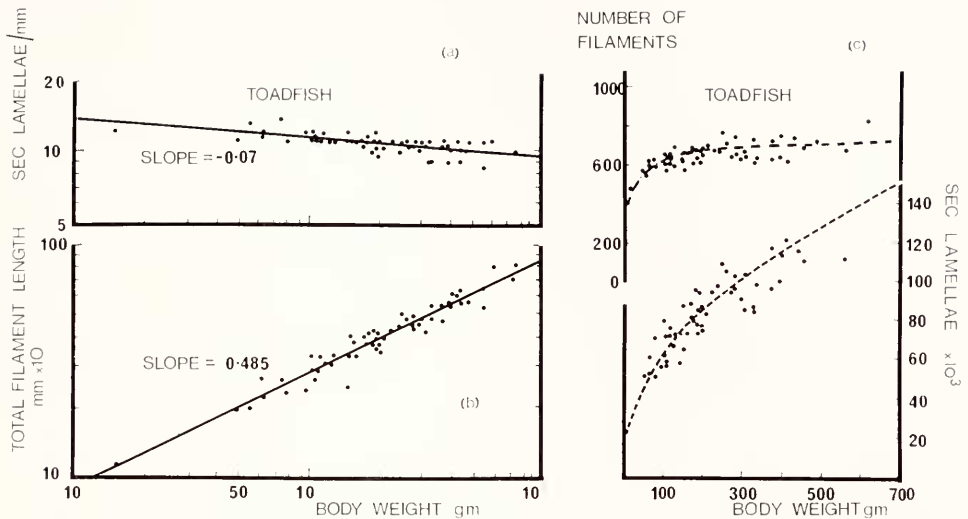 SEC LAMELLAE/mm
(a)
20
TOADFISH
10
SLOPE = -0·07
5
TOTAL FILAMENT LENGTH
mm ×10
100
SLOPE = 0·485
(b)
10
10
50
10
10
BODY WEIGHT gm
NUMBER OF
FILAMENTS
(c)
1000
TOADFISH
600
200
0
140
120
100
80
60
40
20
SEC LAMELLAE ×10³
100
300
500
700
BODY WEIGHT gm